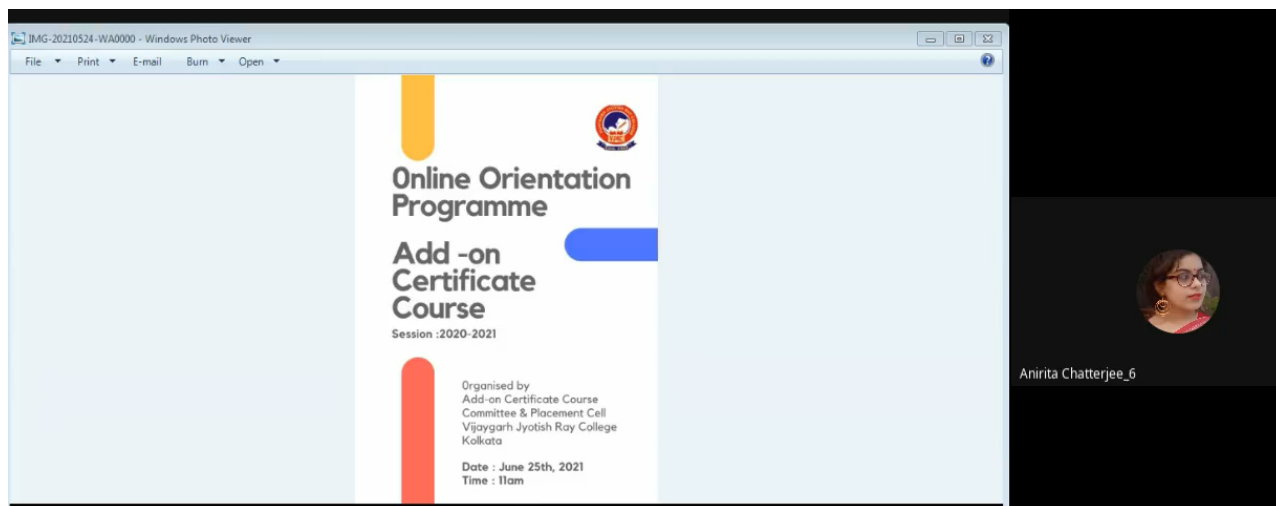 IMG-20210524-WA0000 - Windows Photo Viewer
File Print E-mail Burn Open
0nline Orientation
Programme
Add -on
Certificate
Course
Session :2020-2021
0rganised by
Add-on Certificate Course
Committee & Placement Cell
Vijaygarh Jyotish Ray College
Kolkata
Date : June 25th, 2021
Time : 11am
Anirita Chatterjee_6